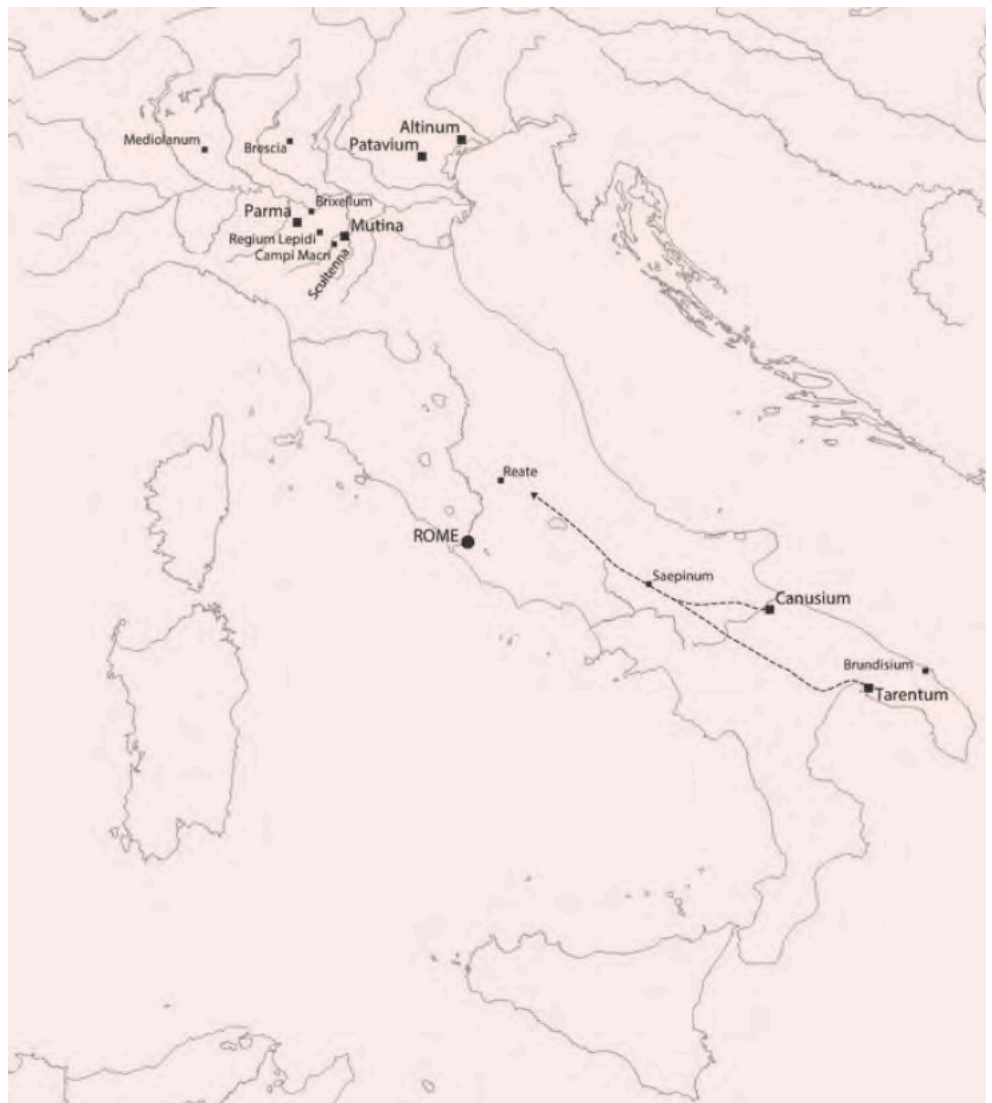 Altinum
Mediolanum
Brescia
Patavium
Brixellum
Parma
Mutina
Regium Lepidi
Campi Macri
Scultenna
Reate
ROME
Saepinum
Canusium
Brundisium
Tarentum